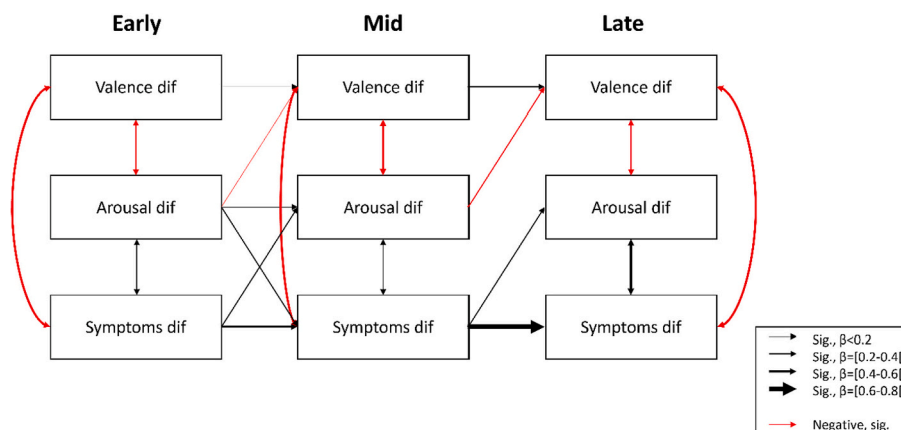 Early Mid Late
Valence dif Valence dif Valence dif
Arousal dif Arousal dif Arousal dif
Symptoms dif Symptoms dif Symptoms dif
Sig., β<0.2
Sig., β=[0.2-0.4[
Sig., β=[0.4-0.6[
Sig., β=[0.6-0.8[
Negative, sig.